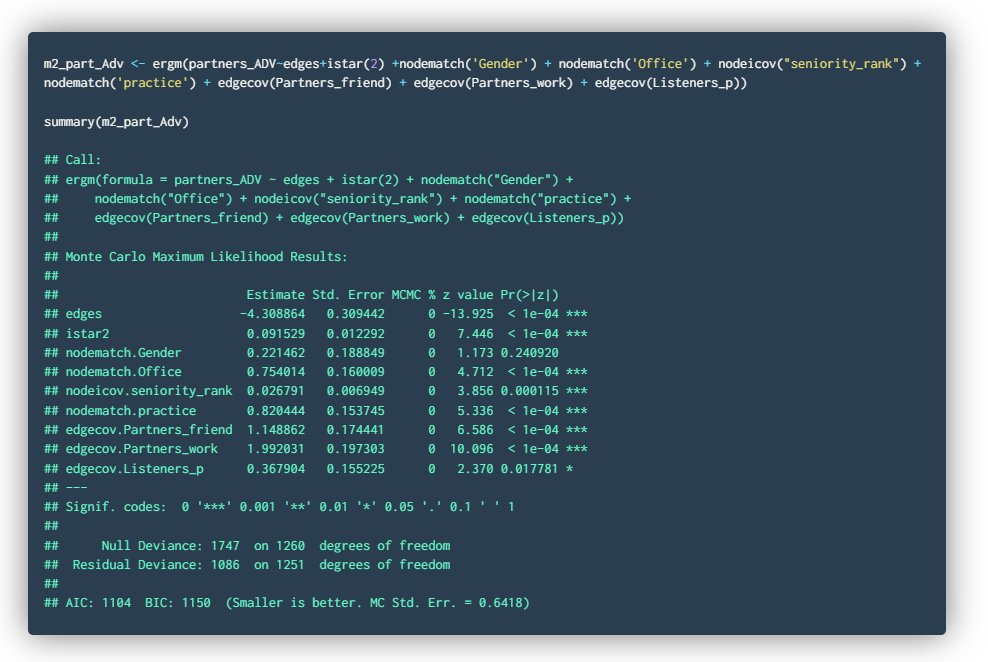 m2_part_Adv <- ergm(partners_ADV~edges+istar(2) +nodematch('Gender') + nodematch('Office') + nodeicov("seniority_rank") +
nodematch('practice') + edgecov(Partners_friend) + edgecov(Partners_work) + edgecov(Listeners_p))
summary(m2_part_Adv)
## Call:
## ergm(formula = partners_ADV ~ edges + istar(2) + nodematch("Gender") +
##     nodematch("Office") + nodeicov("seniority_rank") + nodematch("practice") +
##     edgecov(Partners_friend) + edgecov(Partners_work) + edgecov(Listeners_p))
##
## Monte Carlo Maximum Likelihood Results:
##
##                          Estimate Std. Error MCMC % z value Pr(>|z|)
## edges                   -4.308864   0.309442      0 -13.925  < 1e-04 ***
## istar2                   0.091529   0.012292      0   7.446  < 1e-04 ***
## nodematch.Gender         0.221462   0.188849      0   1.173 0.240920
## nodematch.Office         0.754014   0.160009      0   4.712  < 1e-04 ***
## nodeicov.seniority_rank  0.026791   0.006949      0   3.856 0.000115 ***
## nodematch.practice       0.820444   0.153745      0   5.336  < 1e-04 ***
## edgecov.Partners_friend  1.148862   0.174441      0   6.586  < 1e-04 ***
## edgecov.Partners_work    1.992031   0.197303      0  10.096  < 1e-04 ***
## edgecov.Listeners_p      0.367904   0.155225      0   2.370 0.017781 *
## ---
## Signif. codes:  0 '***' 0.001 '**' 0.01 '*' 0.05 '.' 0.1 ' ' 1
##
##      Null Deviance: 1747  on 1260  degrees of freedom
##  Residual Deviance: 1086  on 1251  degrees of freedom
##
## AIC: 1104  BIC: 1150  (Smaller is better. MC Std. Err. = 0.6418)